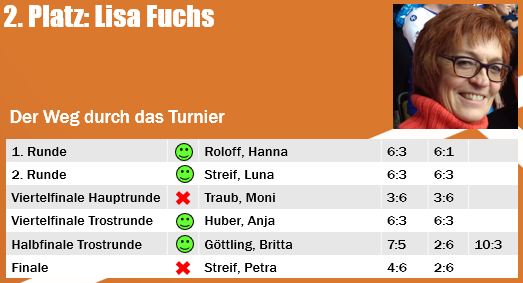 2. Platz: Lisa Fuchs
Der Weg durch das Turnier
1. Runde Roloff, Hanna 6:3 6:1
2. Runde Streif, Luna 6:3 6:3
Viertelfinale Hauptrunde Traub, Moni 3:6 3:6
Viertelfinale Trostrunde Huber, Anja 6:3 6:3
Halbfinale Trostrunde Göttling, Britta 7:5 2:6 10:3
Finale Streif, Petra 4:6 2:6